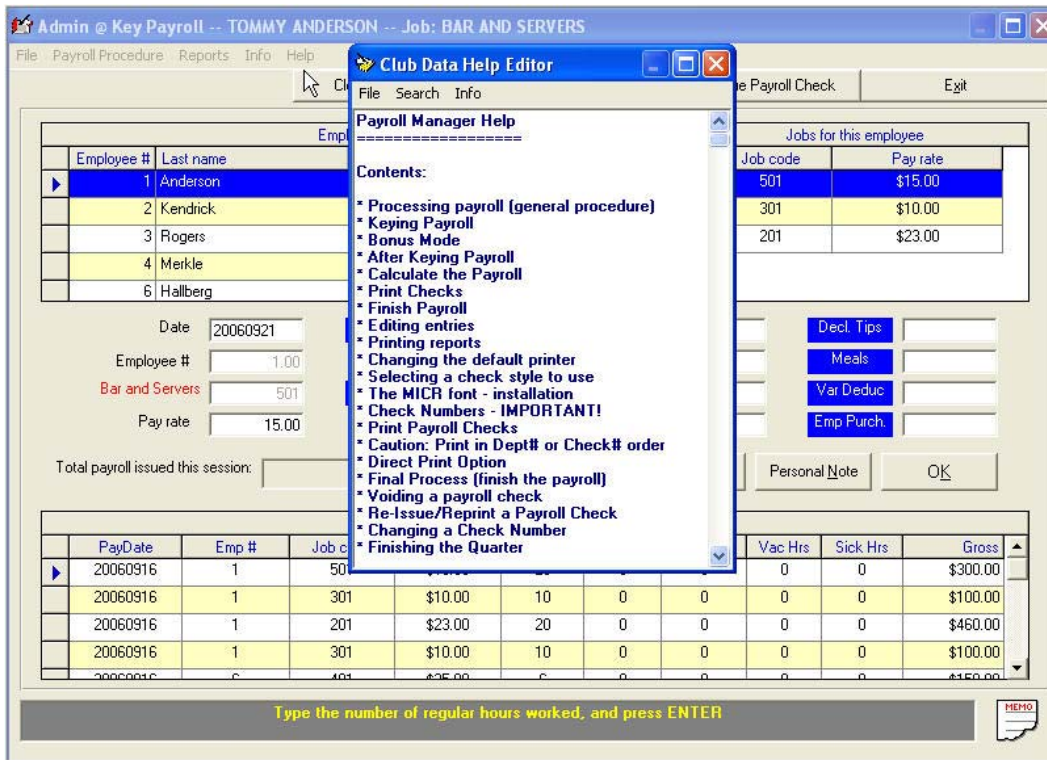 Admin @ Key Payroll -- TOMMY ANDERSON -- Job: BAR AND SERVERS
File Payroll Procedure Reports Info Help
Payroll Check Exit
Club Data Help Editor
File Search Info
Payroll Manager Help
==================
Contents:
* Processing payroll (general procedure)
* Keying Payroll
* Bonus Mode
* After Keying Payroll
* Calculate the Payroll
* Print Checks
* Finish Payroll
* Editing entries
* Printing reports
* Changing the default printer
* Selecting a check style to use
* The MICR font - installation
* Check Numbers - IMPORTANT!
* Print Payroll Checks
* Caution: Print in Dept# or Check# order
* Direct Print Option
* Final Process (finish the payroll)
* Voiding a payroll check
* Re-Issue/Reprint a Payroll Check
* Changing a Check Number
* Finishing the Quarter
Jobs for this employee
Employee # Last name Job code Pay rate
1 Anderson 501 $15.00
2 Kendrick 301 $10.00
3 Rogers 201 $23.00
4 Merkle
6 Hallberg
Date 20060921 Decl. Tips
Employee # 1.00 Meals
Bar and Servers 501 Var Deduc
Pay rate 15.00 Emp Purch.
Total payroll issued this session: Personal Note OK
PayDate Emp # Vac Hrs Sick Hrs Gross
20060916 1 0 0 $300.00
20060916 1 301 $10.00 10 0 0 0 0 $100.00
20060916 1 201 $23.00 20 0 0 0 0 $460.00
20060916 1 301 $10.00 10 0 0 0 0 $100.00
Type the number of regular hours worked, and press ENTER
MEMO